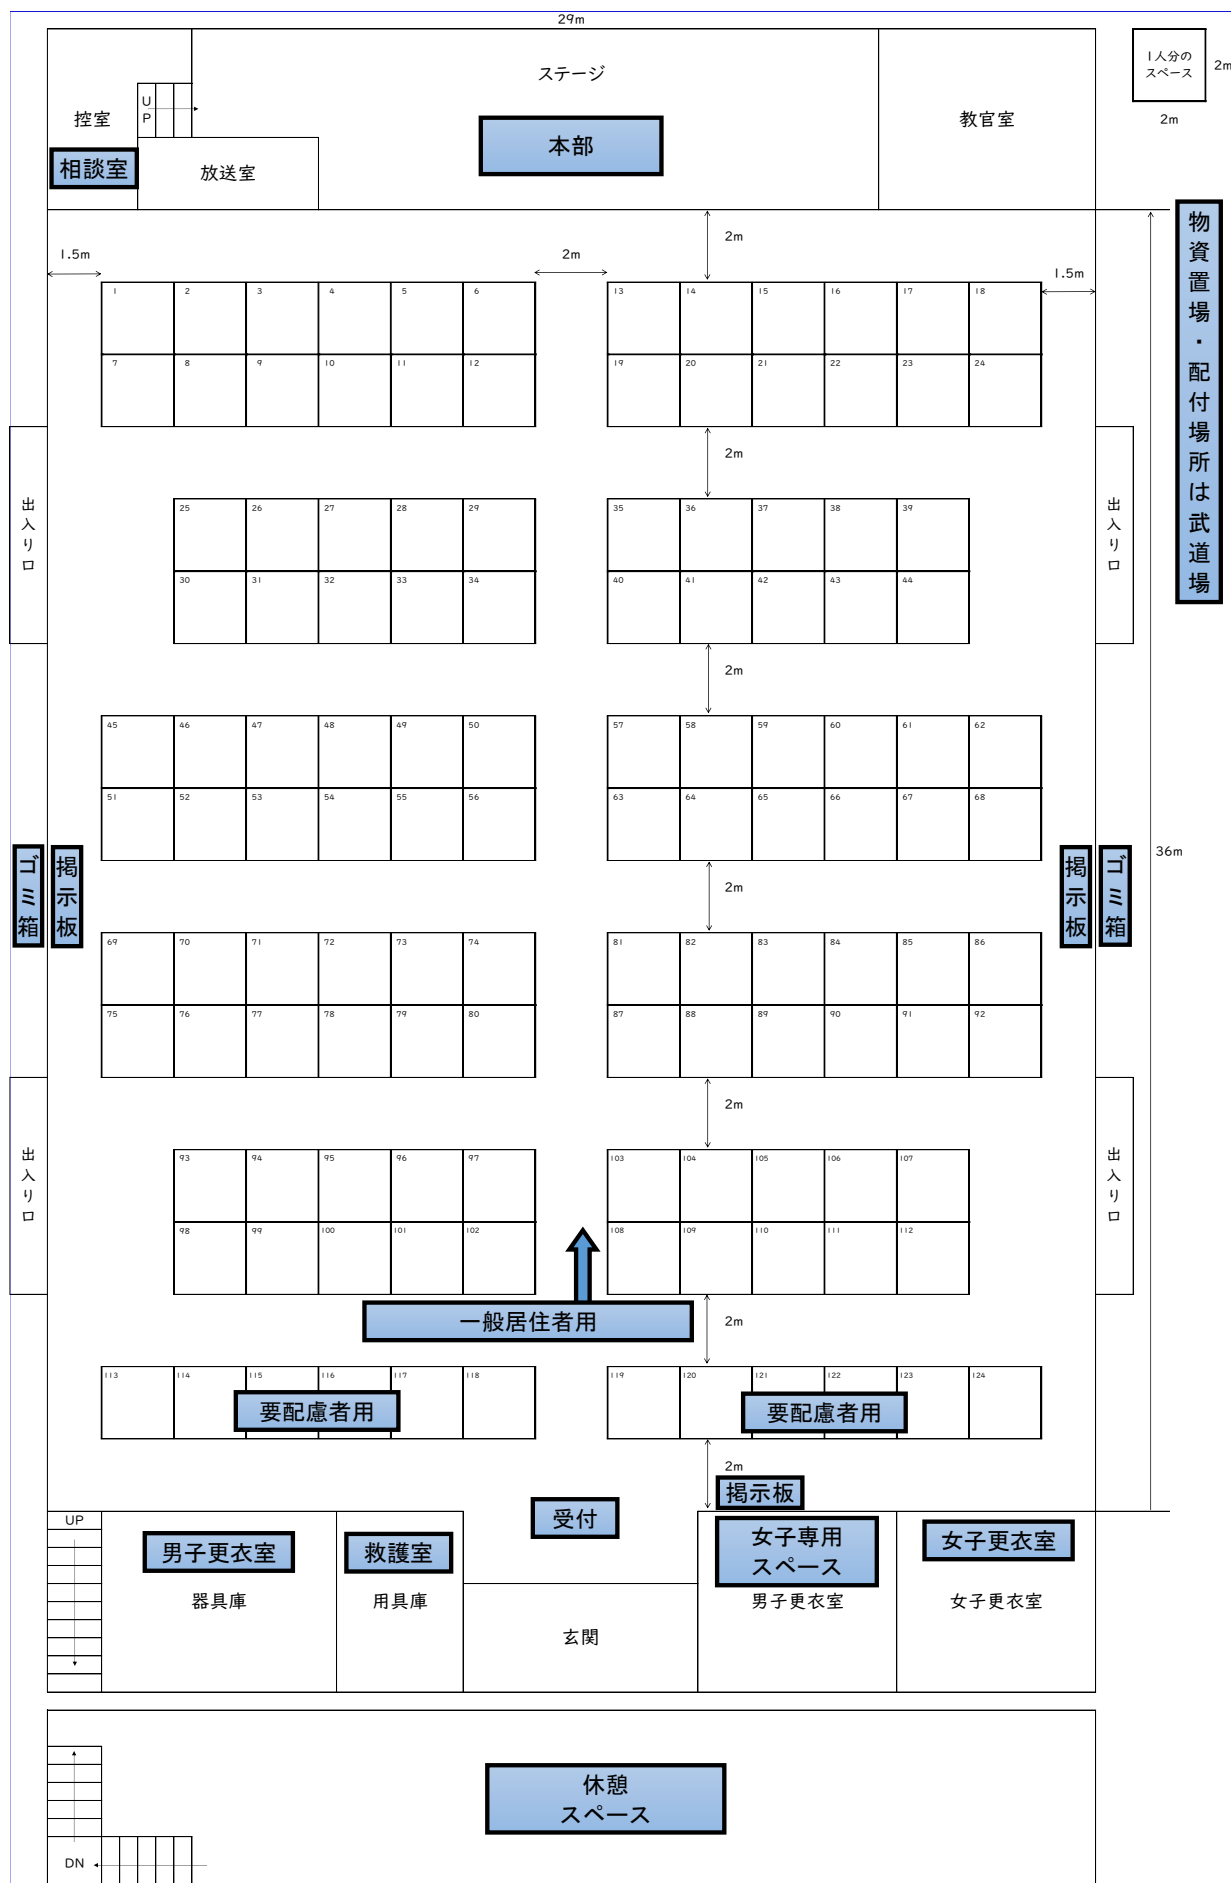 29m
ステージ
1人分の
スペース
2m
2m
控室
U
P
教官室
本部
相談室
放送室
物資置場・配付場所は武道場
1.5m
2m
2m
1.5m
1 2 3 4 5 6 13 14 15 16 17 18
7 8 9 10 11 12 19 20 21 22 23 24
2m
出入り口
出入り口
25 26 27 28 29 35 36 37 38 39
30 31 32 33 34 40 41 42 43 44
2m
45 46 47 48 49 50 57 58 59 60 61 62
51 52 53 54 55 56 63 64 65 66 67 68
ゴミ箱
掲示板
2m
掲示板
ゴミ箱
36m
69 70 71 72 73 74 81 82 83 84 85 86
75 76 77 78 79 80 87 88 89 90 91 92
2m
出入り口
出入り口
93 94 95 96 97 103 104 105 106 107
98 99 100 101 102 108 109 110 111 112
一般居住者用
2m
113 114 115 116 117 118 119 120 121 122 123 124
要配慮者用
要配慮者用
2m
掲示板
受付
UP
男子更衣室
救護室
女子専用
スペース
女子更衣室
器具庫
用具庫
男子更衣室
女子更衣室
玄関
休憩
スペース
DN